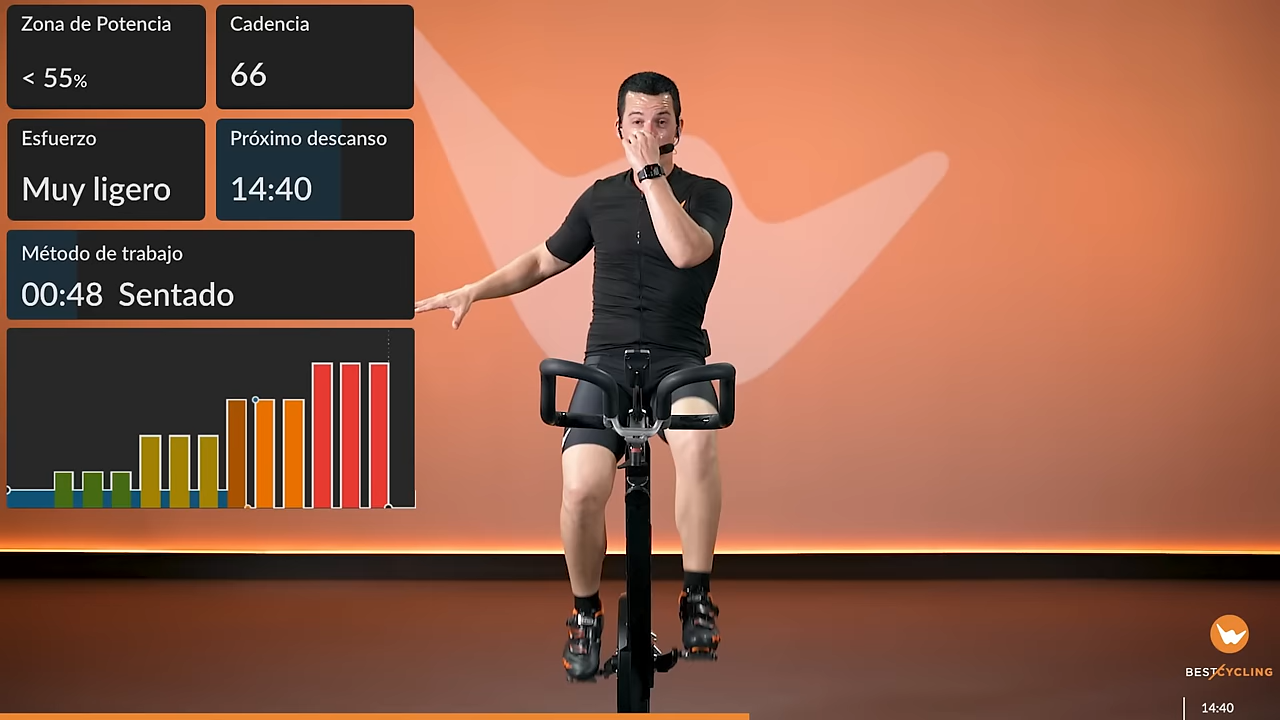 Zona de Potencia
< 55%
Cadencia
66
Esfuerzo
Muy ligero
Próximo descanso
14:40
Método de trabajo
00:48 Sentado
BESTCYCLING
14:40